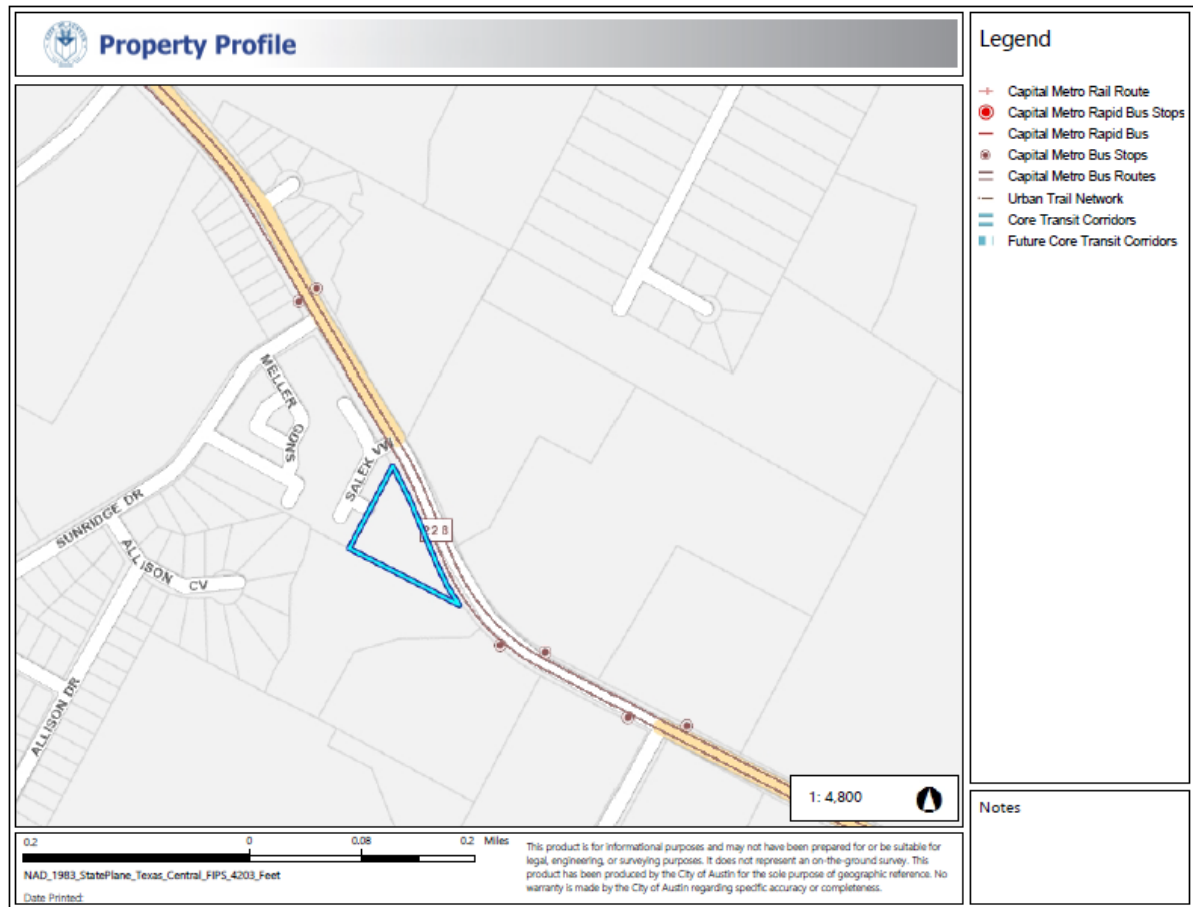 Property Profile
Legend
Capital Metro Rail Route
Capital Metro Rapid Bus Stops
Capital Metro Rapid Bus
Capital Metro Bus Stops
Capital Metro Bus Routes
Urban Trail Network
Core Transit Corridors
Future Core Transit Corridors
MELLER GDNS
SALEK
228
SUNRIDGE DR
ALLISON CV
ALLISON DR
1: 4,800
Notes
0.2 0 0.08 0.2 Miles
NAD_1983_StatePlane_Texas_Central_FIPS_4203_Feet
Date Printed:
This product is for informational purposes and may not have been prepared for or be suitable for
legal, engineering, or surveying purposes. It does not represent an on-the-ground survey. This
product has been produced by the City of Austin for the sole purpose of geographic reference. No
warranty is made by the City of Austin regarding specific accuracy or completeness.